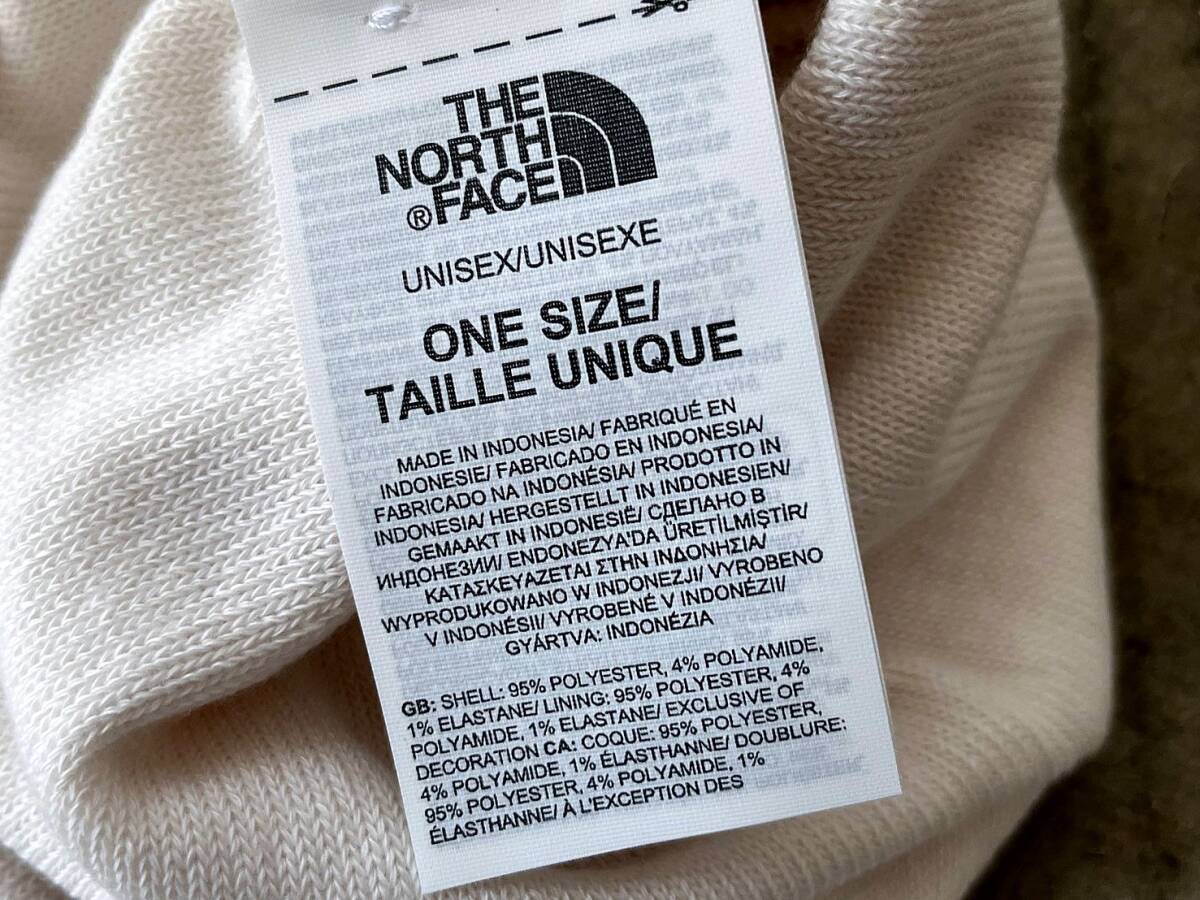 THE
NORTH
®FACE
UNISEX/UNISEXE
ONE SIZE/
TAILLE UNIQUE
MADE IN INDONESIA/ FABRIQUÉ EN
INDONESIE/ FABRICADO EN INDONESIA/
FABRICADO NA INDONÉSIA/ PRODOTTO IN
INDONESIA/ HERGESTELLT IN INDONESIEN/
GEMAAKT IN INDONESIË/ СДЕЛАНО В
ИНДОНЕЗИИ/ ENDONEZYA'DA ÜRETİLMİŞTİR/
ΚΑΤΑΣΚΕΥΑΖΕΤΑΙ ΣΤΗΝ ΙΝΔΟΝΗΣΙΑ/
WYPRODUKOWANO W INDONEZJI/ VYROBENO
V INDONÉSII/ VYROBENÉ V INDONÉZII/
GYÁRTVA: INDONÉZIA
GB: SHELL: 95% POLYESTER, 4% POLYAMIDE,
1% ELASTANE/ LINING: 95% POLYESTER, 4%
POLYAMIDE, 1% ELASTANE/ EXCLUSIVE OF
DECORATION CA: COQUE: 95% POLYESTER,
4% POLYAMIDE, 1% ÉLASTHANNE/ DOUBLURE:
95% POLYESTER, 4% POLYAMIDE, 1%
ÉLASTHANNE/ À L'EXCEPTION DES